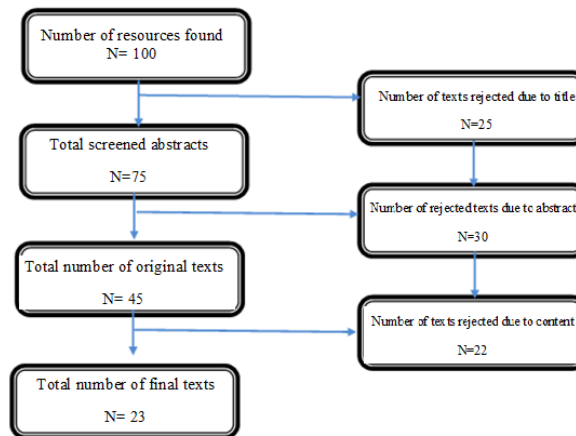 Number of resources found
N= 100
Number of texts rejected due to title
N=25
Total screened abstracts
N=75
Number of rejected texts due to abstract
N=30
Total number of original texts
N= 45
Number of texts rejected due to content
N=22
Total number of final texts
N= 23